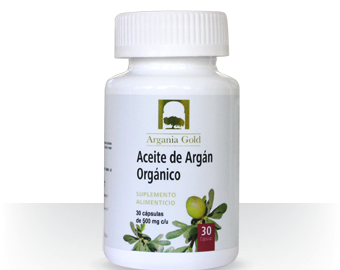 Argania Gold
Aceite de Argán
Orgánico
SUPLEMENTO
ALIMENTICIO
30 cápsulas
de 500 mg c/u
30